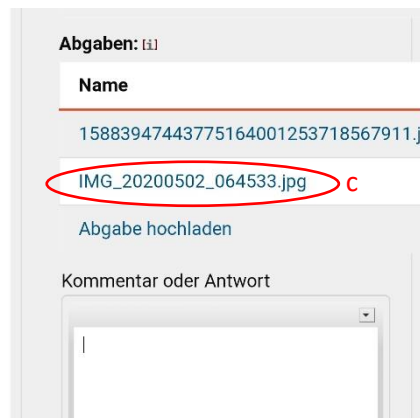 Abgaben: [i]
Name
15883947443775164001253718567911.j
IMG_20200502_064533.jpg C
Abgabe hochladen
Kommentar oder Antwort